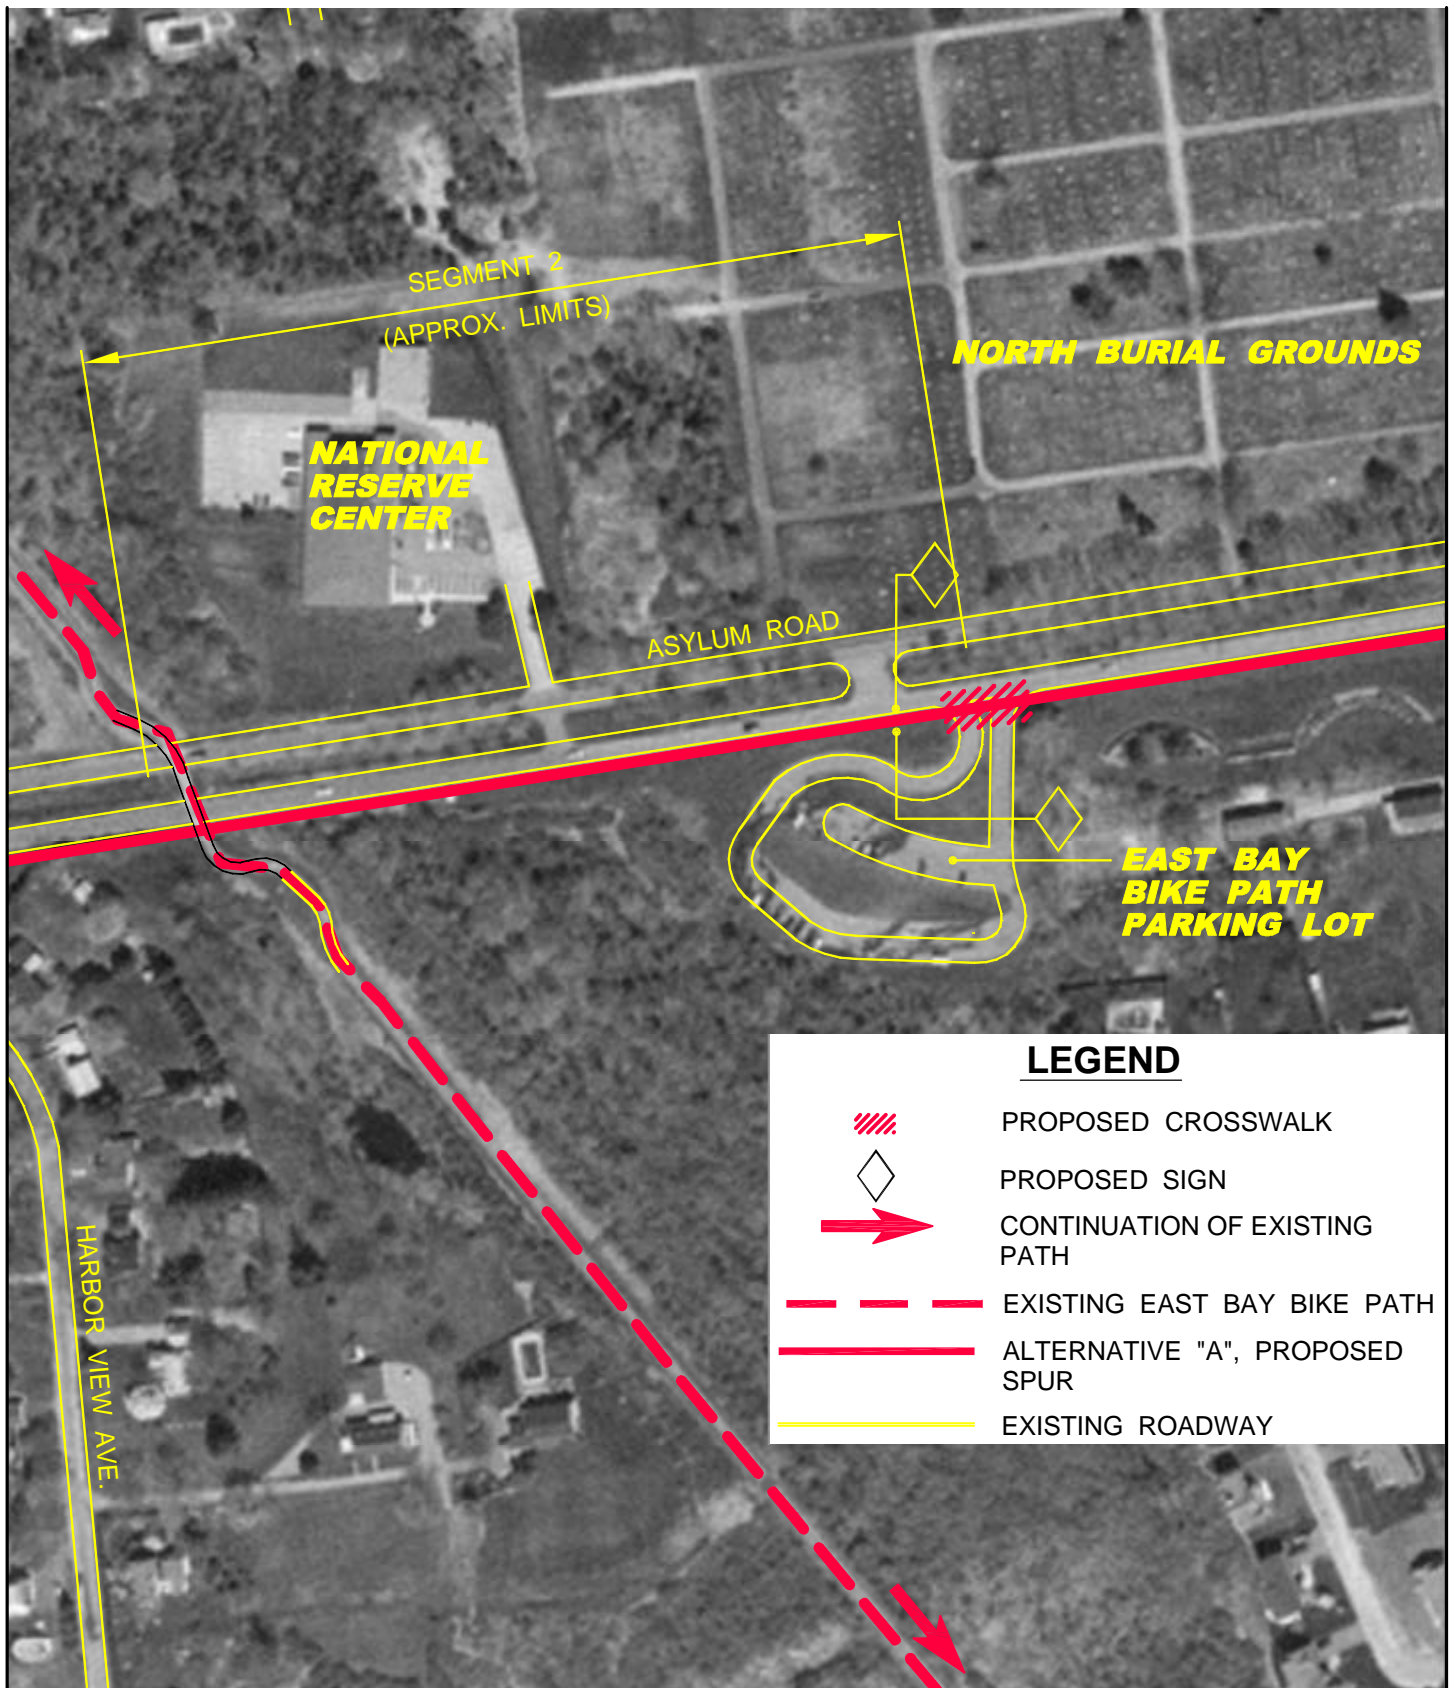 SEGMENT 2
(APPROX. LIMITS)
NORTH BURIAL GROUNDS
NATIONAL
RESERVE
CENTER
ASYLUM ROAD
EAST BAY
BIKE PATH
PARKING LOT
HARBOR VIEW AVE.
LEGEND
PROPOSED CROSSWALK
PROPOSED SIGN
CONTINUATION OF EXISTING
PATH
EXISTING EAST BAY BIKE PATH
ALTERNATIVE "A", PROPOSED
SPUR
EXISTING ROADWAY